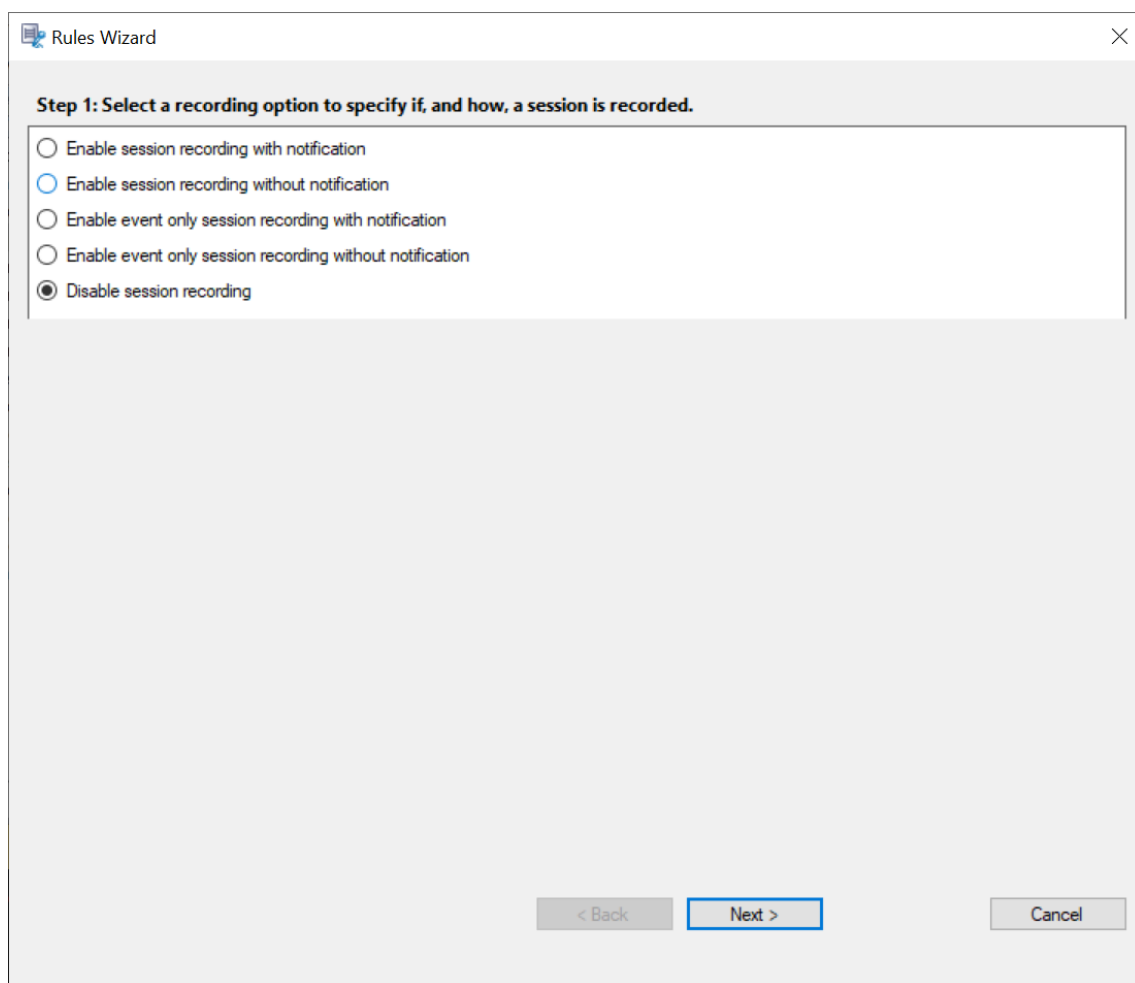 Rules Wizard
Step 1: Select a recording option to specify if, and how, a session is recorded.
Enable session recording with notification
Enable session recording without notification
Enable event only session recording with notification
Enable event only session recording without notification
Disable session recording
< Back Next > Cancel